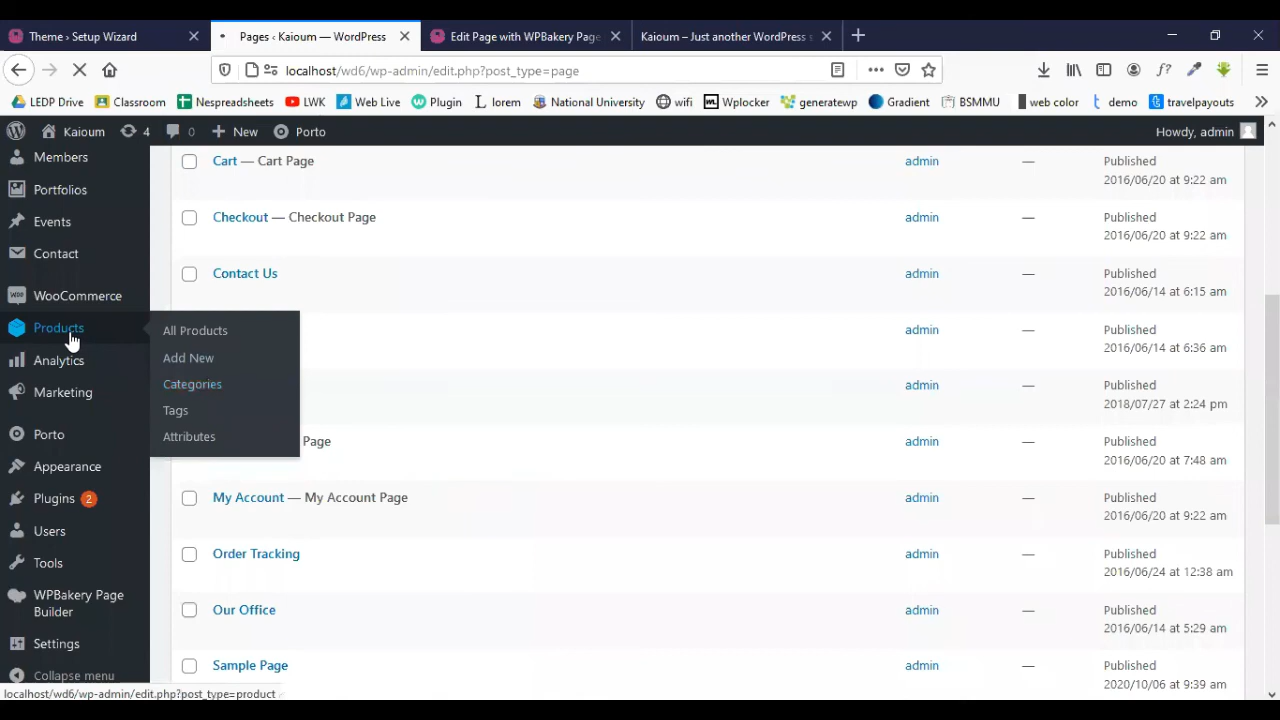 Theme › Setup Wizard
Pages ‹ Kaioum — WordPress
Edit Page with WPBakery Page
Kaioum – Just another WordPress s
localhost/wd6/wp-admin/edit.php?post_type=page
LEDP Drive
Classroom
Nespreadsheets
LWK
Web Live
Plugin
lorem
National University
wifi
Wplocker
generatewp
Gradient
BSMMU
web color
demo
travelpayouts
Kaioum
4
0
New
Porto
Howdy, admin
Members
Portfolios
Events
Contact
WooCommerce
Products
Analytics
Marketing
Porto
Appearance
Plugins 2
Users
Tools
WPBakery Page
Builder
Settings
Collapse menu
All Products
Add New
Categories
Tags
Attributes
Cart — Cart Page
admin
—
Published
2016/06/20 at 9:22 am
Checkout — Checkout Page
admin
—
Published
2016/06/20 at 9:22 am
Contact Us
admin
—
Published
2016/06/14 at 6:15 am
admin
—
Published
2016/06/14 at 6:36 am
admin
—
Published
2018/07/27 at 2:24 pm
Page
admin
—
Published
2016/06/20 at 7:48 am
My Account — My Account Page
admin
—
Published
2016/06/20 at 9:22 am
Order Tracking
admin
—
Published
2016/06/24 at 12:38 am
Our Office
admin
—
Published
2016/06/14 at 5:29 am
Sample Page
admin
—
Published
2020/10/06 at 9:39 am
localhost/wd6/wp-admin/edit.php?post_type=product